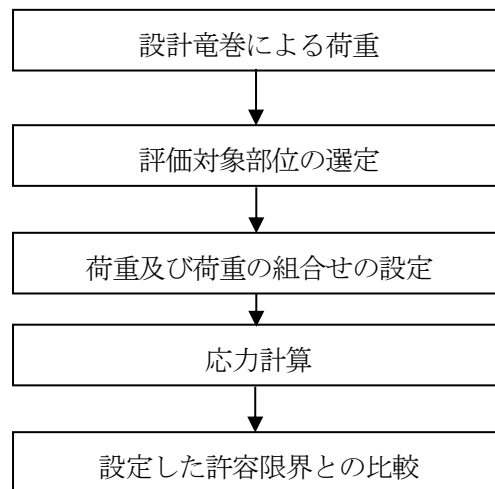 設計竜巻による荷重
評価対象部位の選定
荷重及び荷重の組合せの設定
応力計算
設定した許容限界との比較